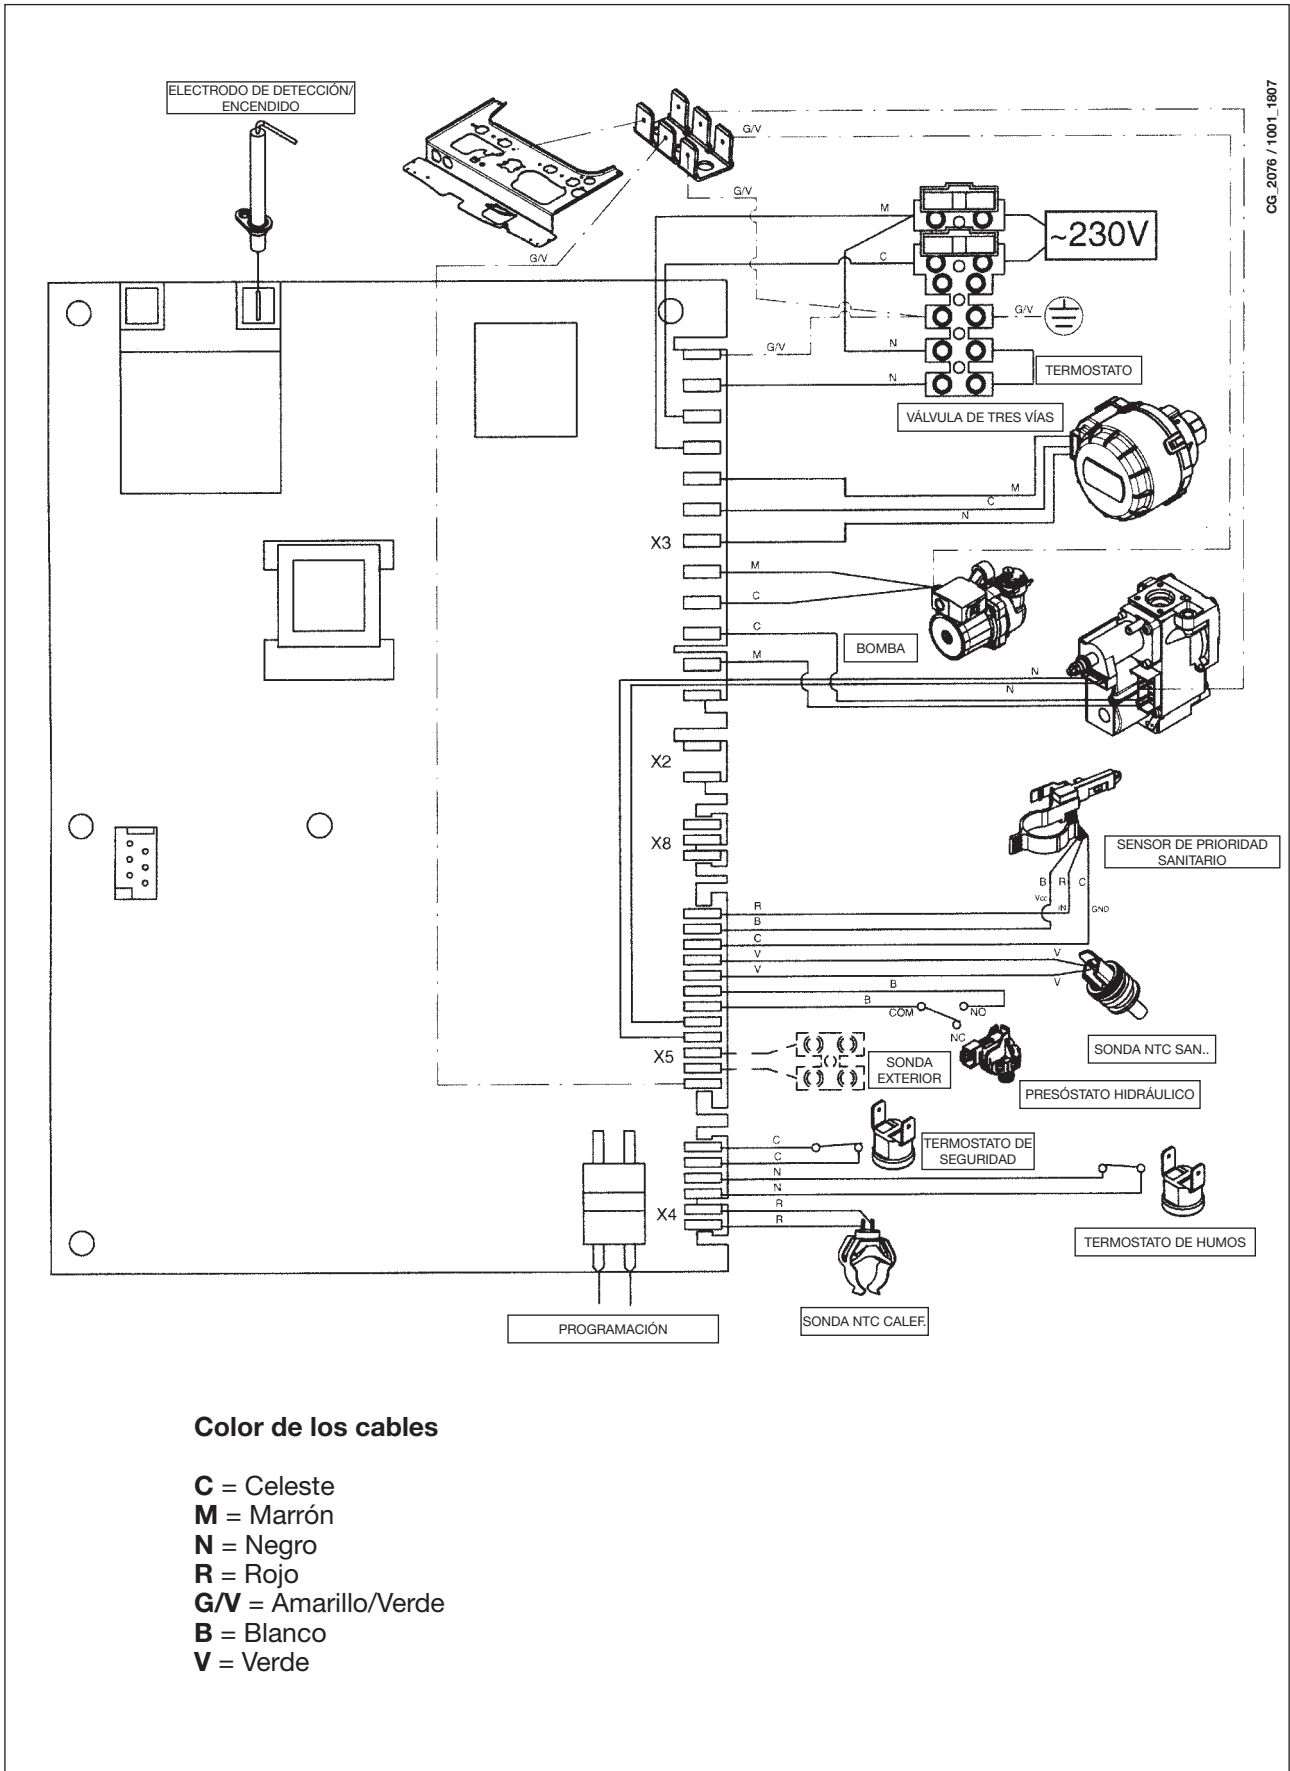 CG_2076 / 1001_1807
ELECTRODO DE DETECCIÓN/
ENCENDIDO
G/V
G/V
G/V
M
~230V
C
G/V
G/V
N
TERMOSTATO
N
VÁLVULA DE TRES VÍAS
M
C
N
X3
M
C
BOMBA
C
M
N
N
X2
X8
SENSOR DE PRIORIDAD
SANITARIO
B
R
C
Vcc
IN
GND
R
B
C
V
V
V
V
B
B
COM
NO
NC
SONDA NTC SAN..
X5
SONDA
EXTERIOR
PRESÓSTATO HIDRÁULICO
C
C
TERMOSTATO DE
SEGURIDAD
N
N
X4
R
R
TERMOSTATO DE HUMOS
SONDA NTC CALEF.
PROGRAMACIÓN
Color de los cables
C = Celeste
M = Marrón
N = Negro
R = Rojo
G/V = Amarillo/Verde
B = Blanco
V = Verde